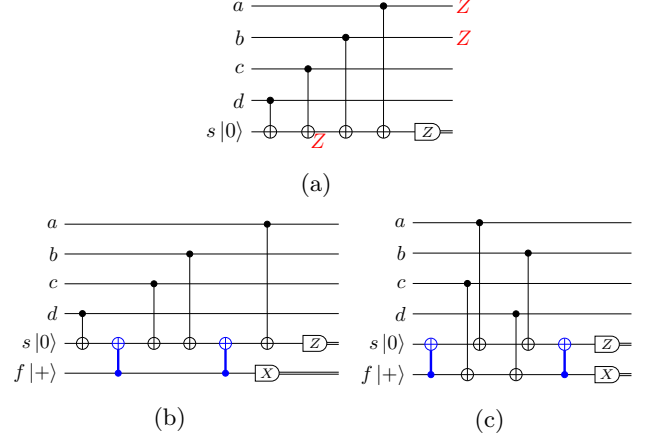 a Z
b Z
c
d
s |0⟩ Z Z
(a)
a
b
c
d
s |0⟩ Z
f |+⟩ X
(b)
a
b
c
d
s |0⟩ Z
f |+⟩ X
(c)